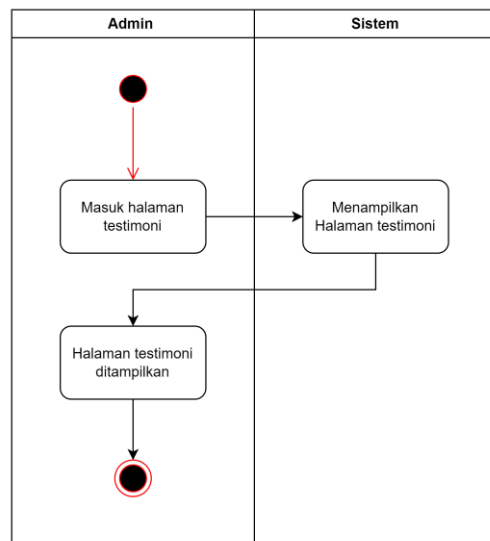 Admin
Sistem
Masuk halaman
testimoni
Menampilkan
Halaman testimoni
Halaman testimoni
ditampilkan